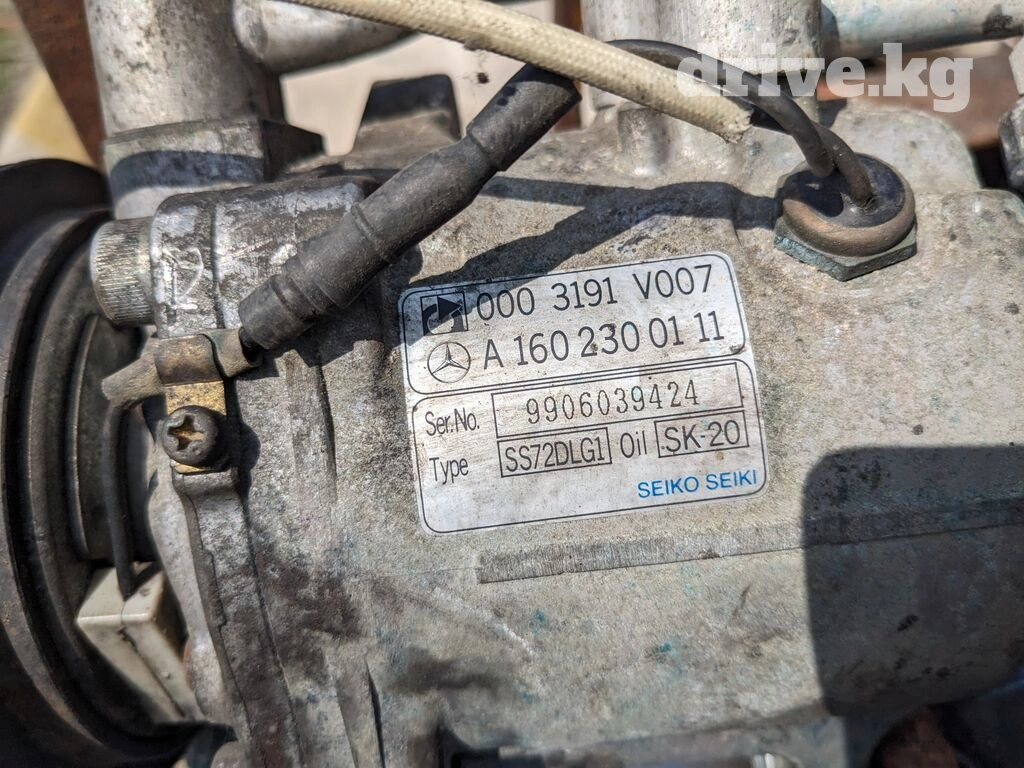 drive.kg
000 3191 V007
A 160 230 01 11
Ser.No. 9906039424
Type SS72DLG1 Oil SK-20
SEIKO SEIKI